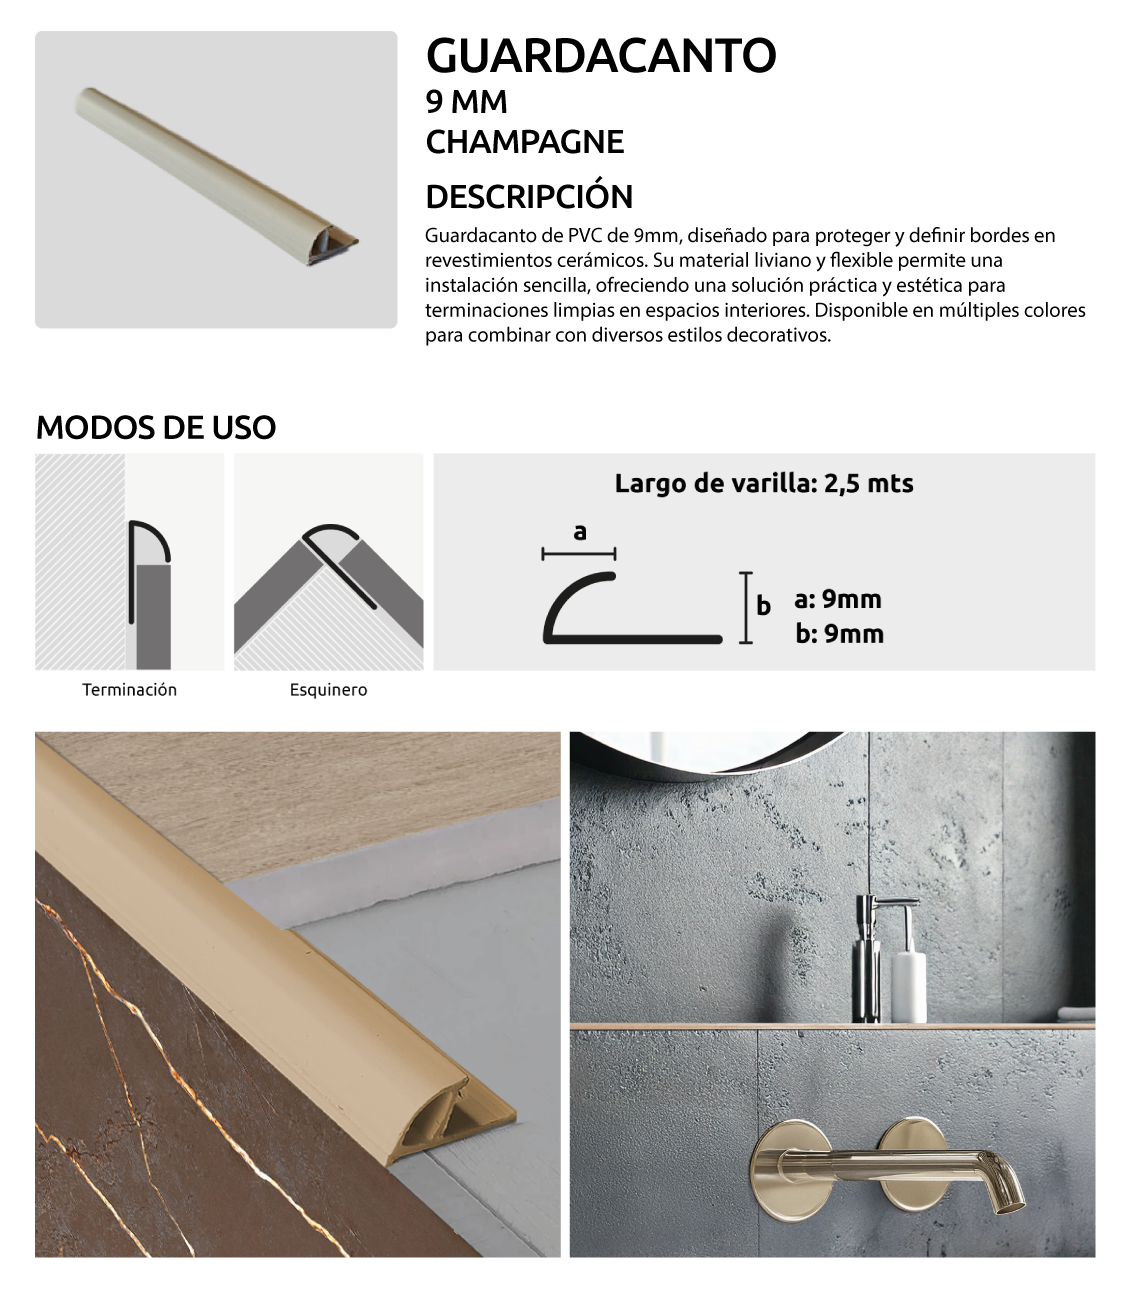 GUARDACANTO
9 MM
CHAMPAGNE
DESCRIPCIÓN
Guardacanto de PVC de 9mm, diseñado para proteger y definir bordes en
revestimientos cerámicos. Su material liviano y flexible permite una
instalación sencilla, ofreciendo una solución práctica y estética para
terminaciones limpias en espacios interiores. Disponible en múltiples colores
para combinar con diversos estilos decorativos.
MODOS DE USO
Terminación
Esquinero
Largo de varilla: 2,5 mts
a
b
a: 9mm
b: 9mm